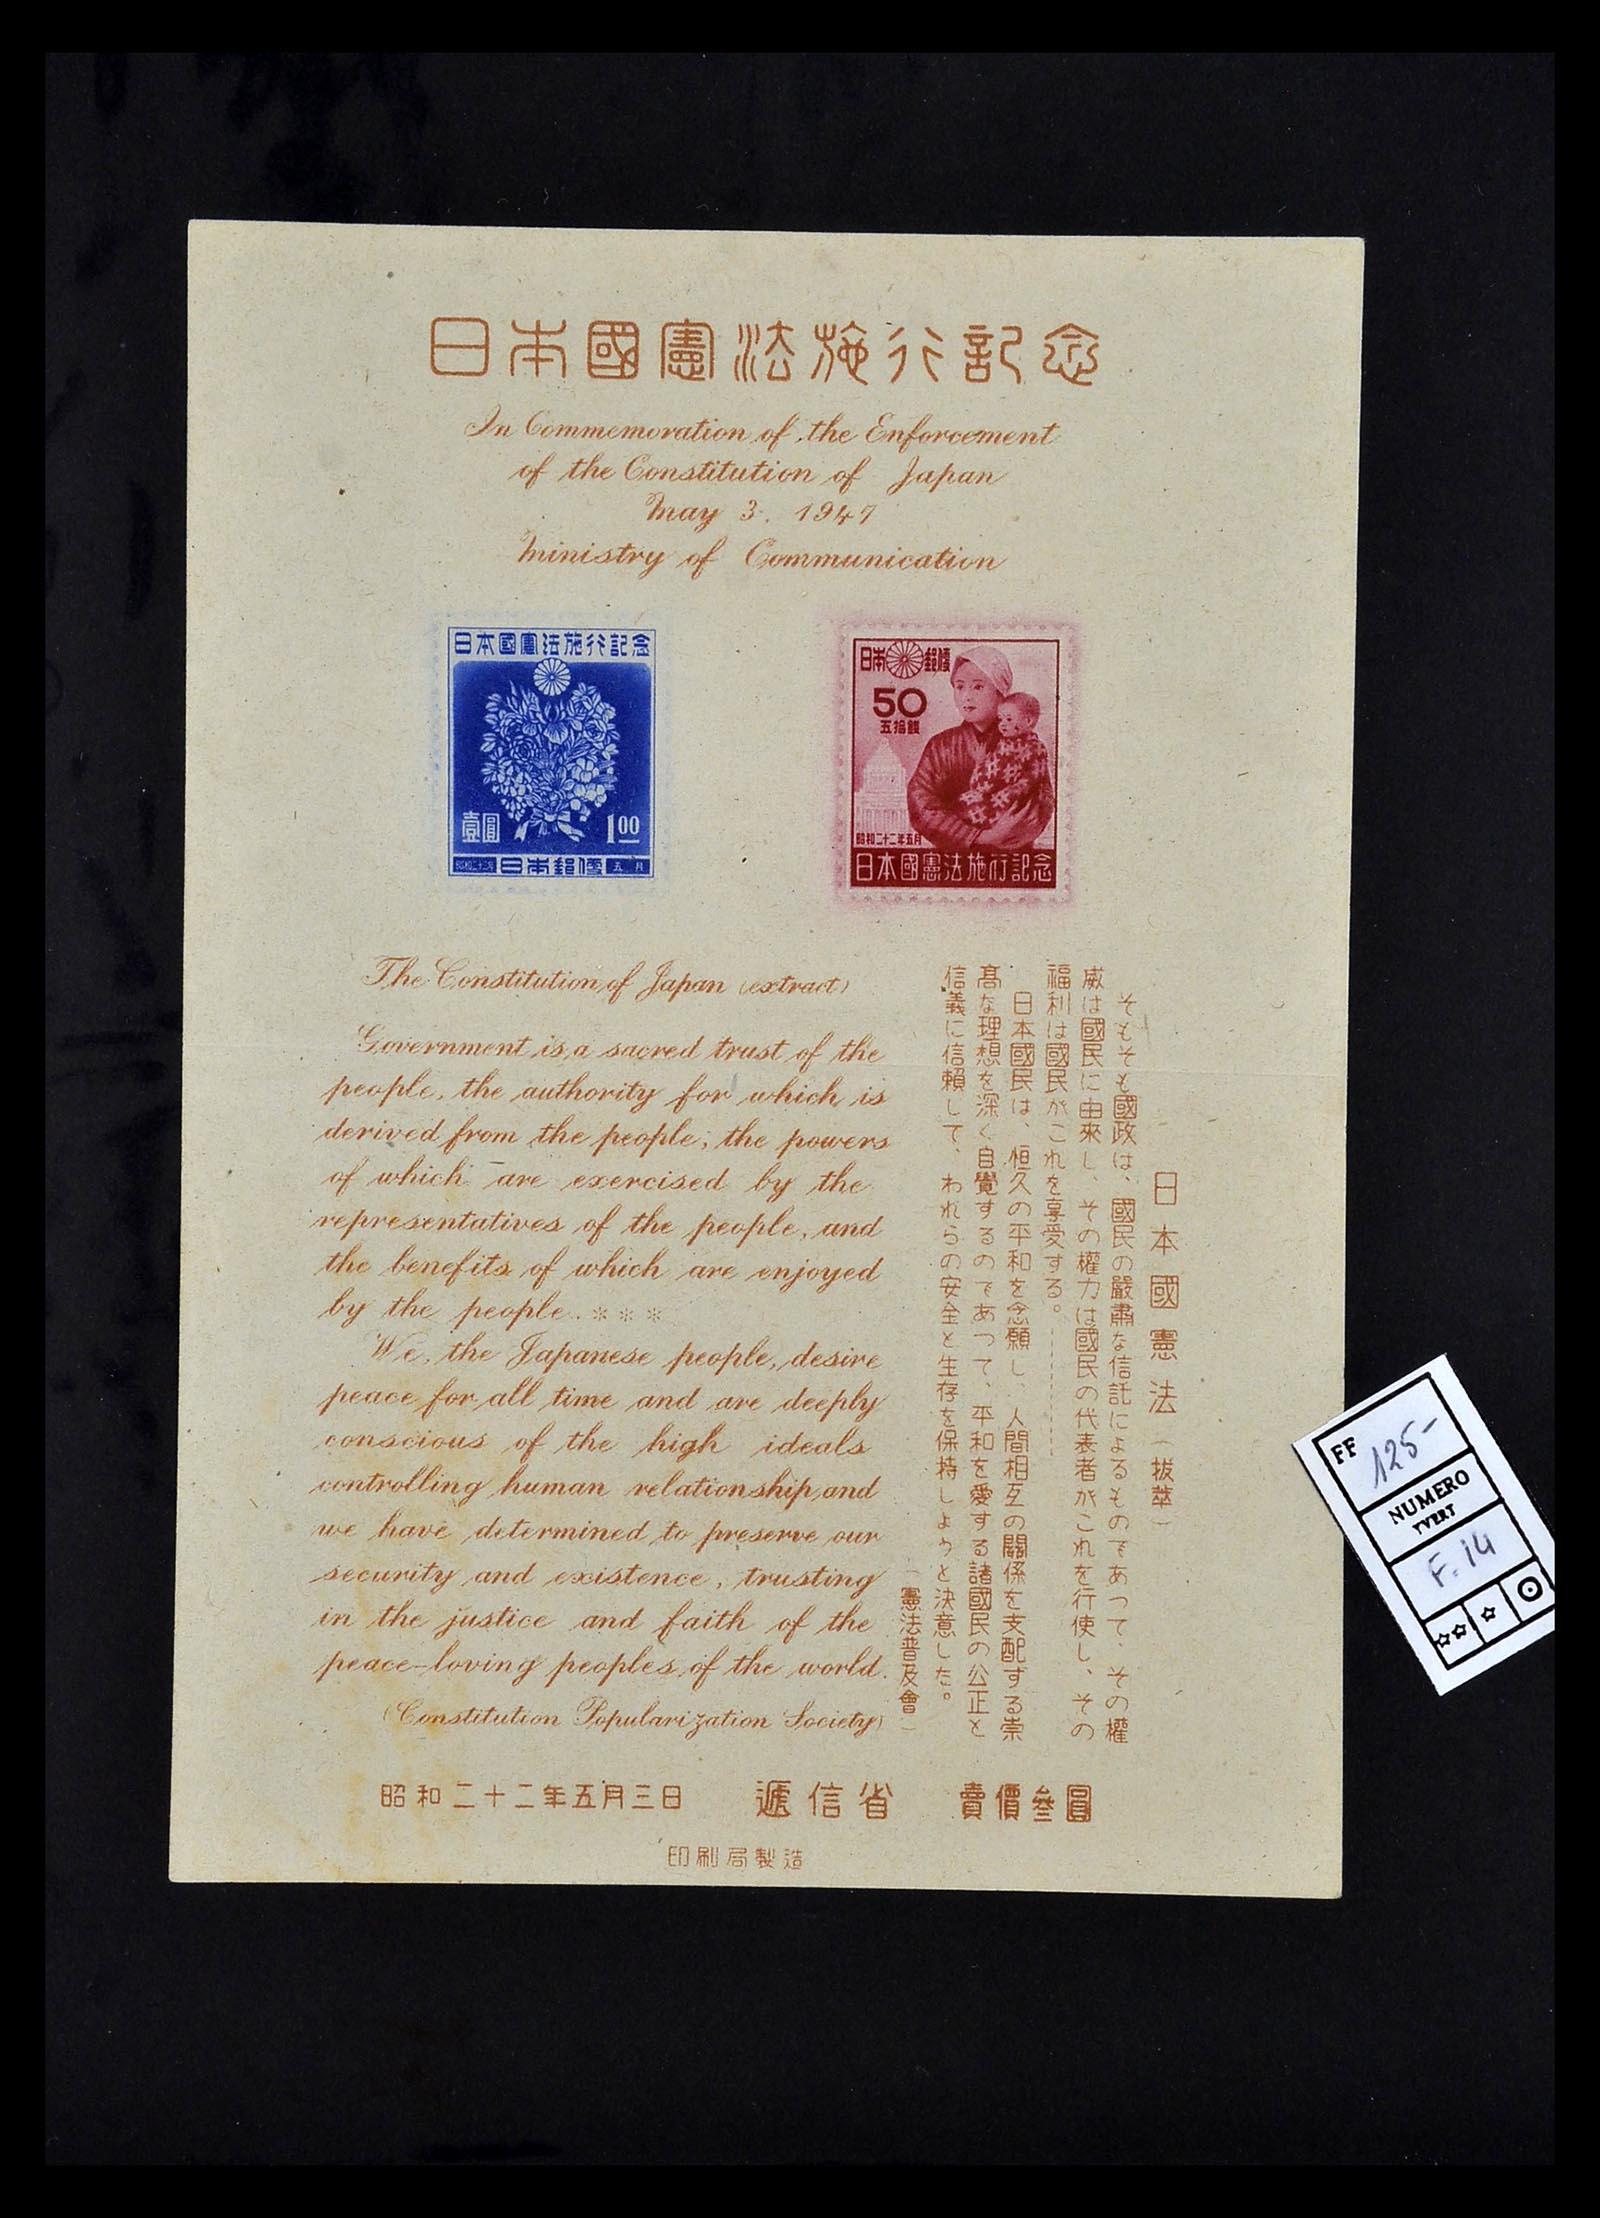 日本國憲法施行記念
In Commemoration of the Enforcement
of the Constitution of Japan
May 3. 1947
Ministry of Communication
日本國憲法施行記念
壹圓
1.00
日本郵便
五月
日本郵便
50
五拾錢
昭和二十二年五月
日本國憲法施行記念
The Constitution of Japan (extract)
Government is a sacred trust of the
people, the authority for which is
derived from the people, the powers
of which are exercised by the
representatives of the people, and
the benefits of which are enjoyed
by the people. ***
We, the Japanese people, desire
peace for all time and are deeply
conscious of the high ideals
controlling human relationship, and
we have determined to preserve our
security and existence, trusting
in the justice and faith of the
peace-loving peoples of the world.
(Constitution Popularization Society)
日本國憲法（拔萃）
そもそも國政は、國民の嚴肅な信託によるものであつて、その權
威は國民に由來し、その權力は國民の代表者がこれを行使し、その
福利は國民がこれを享受する。…………
日本國民は、恒久の平和を念願し、人間相互の關係を支配する崇
高な理想を深く自覺するのであつて、平和を愛する諸國民の公正と
信義に信賴して、われらの安全と生存を保持しようと決意した。
（憲法普及會）
昭和二十二年五月三日 遞信省 賣價參圓
印刷局製造
FF 125-
NUMERO
YVERT
F.14